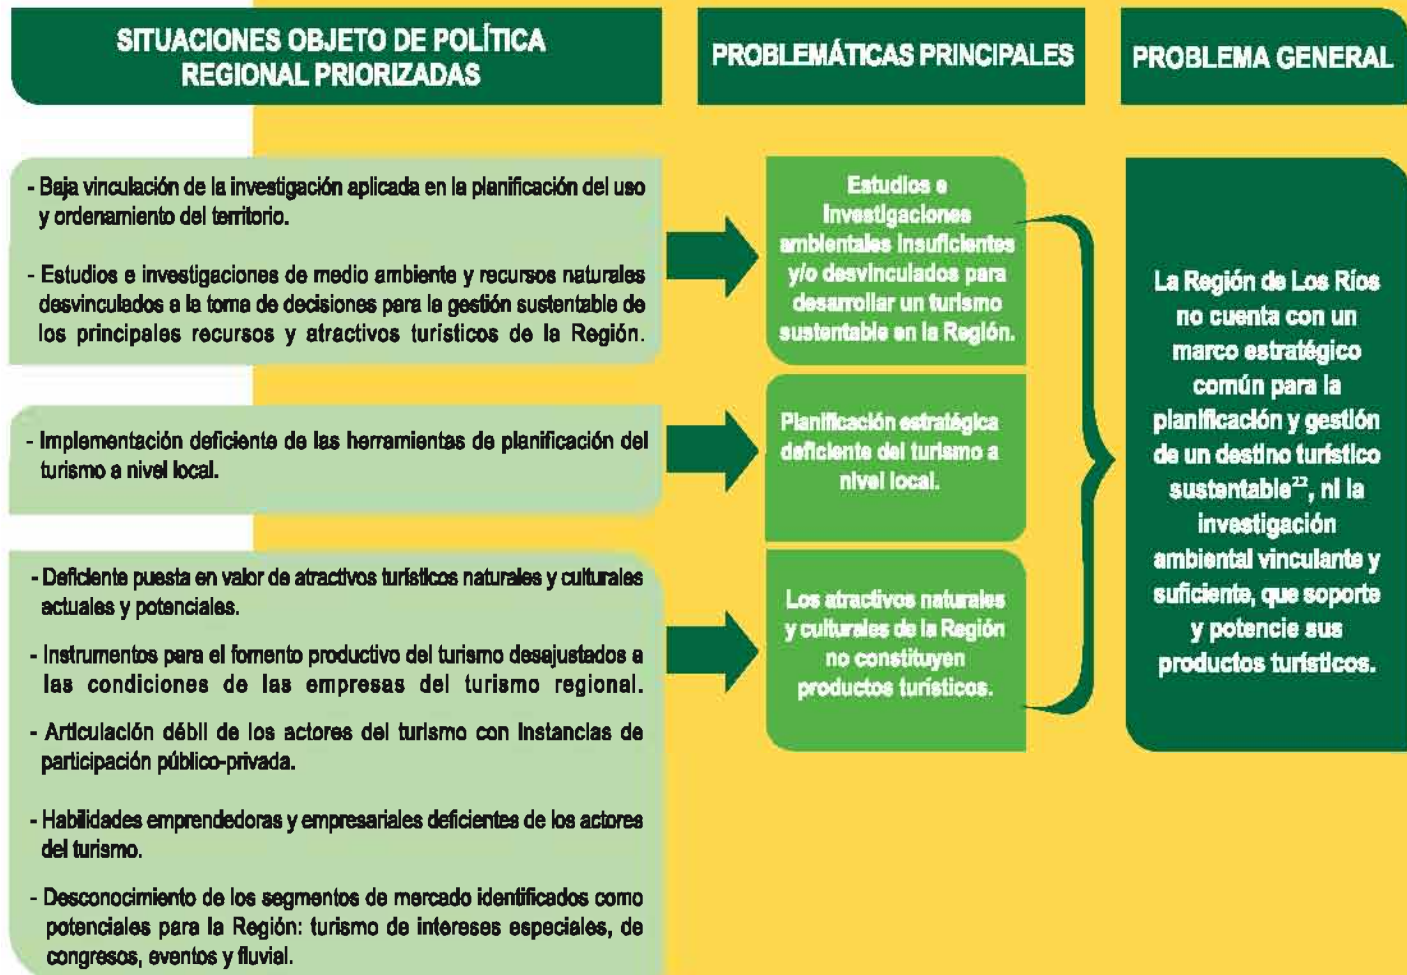 SITUACIONES OBJETO DE POLÍTICA
REGIONAL PRIORIZADAS
PROBLEMÁTICAS PRINCIPALES
PROBLEMA GENERAL
- Baja vinculación de la investigación aplicada en la planificación del uso
y ordenamiento del territorio.
- Estudios e investigaciones de medio ambiente y recursos naturales
desvinculados a la toma de decisiones para la gestión sustentable de
los principales recursos y atractivos turísticos de la Región.
Estudios e
investigaciones
ambientales insuficientes
y/o desvinculados para
desarrollar un turismo
sustentable en la Región.
- Implementación deficiente de las herramientas de planificación del
turismo a nivel local.
Planificación estratégica
deficiente del turismo a
nivel local.
- Deficiente puesta en valor de atractivos turísticos naturales y culturales
actuales y potenciales.
- Instrumentos para el fomento productivo del turismo desajustados a
las condiciones de las empresas del turismo regional.
- Articulación débil de los actores del turismo con instancias de
participación público-privada.
- Habilidades emprendedoras y empresariales deficientes de los actores
del turismo.
- Desconocimiento de los segmentos de mercado identificados como
potenciales para la Región: turismo de intereses especiales, de
congresos, eventos y fluvial.
Los atractivos naturales
y culturales de la Región
no constituyen
productos turísticos.
La Región de Los Ríos
no cuenta con un
marco estratégico
común para la
planificación y gestión
de un destino turístico
sustentable²², ni la
investigación
ambiental vinculante y
suficiente, que soporte
y potencie sus
productos turísticos.